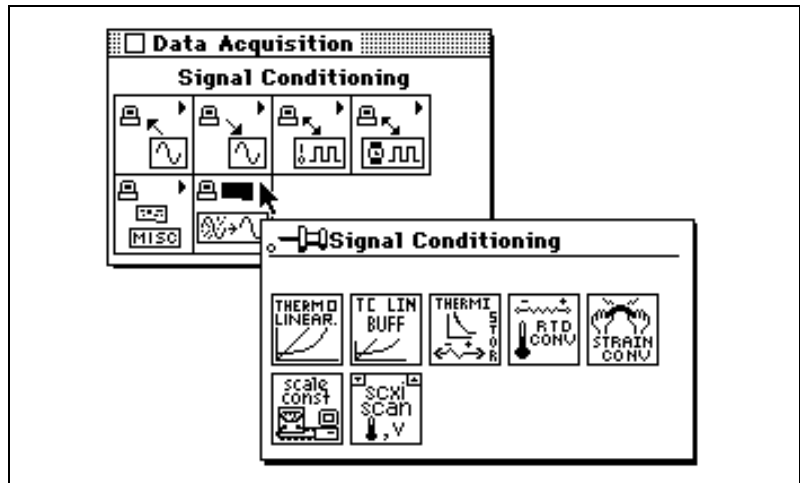 Data Acquisition
Signal Conditioning
MISC
Signal Conditioning
THERMO
LINEAR.
TC LIN
BUFF
THERMI
STOR
RTD
CONV
STRAIN
CONV
scale
const
scxi
scan
,V